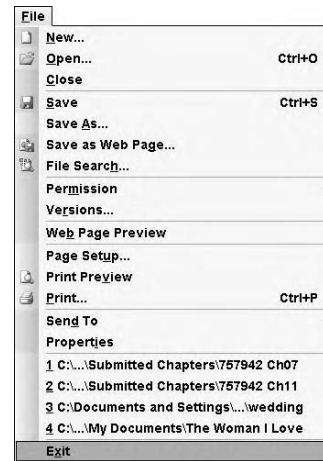 File
New...
Open... Ctrl+O
Close
Save Ctrl+S
Save As...
Save as Web Page...
File Search...
Permission
Versions...
Web Page Preview
Page Setup...
Print Preview
Print... Ctrl+P
Send To
Properties
1 C:\...\Submitted Chapters\757942 Ch07
2 C:\...\Submitted Chapters\757942 Ch11
3 C:\Documents and Settings\...\wedding
4 C:\...\My Documents\The Woman I Love
Exit